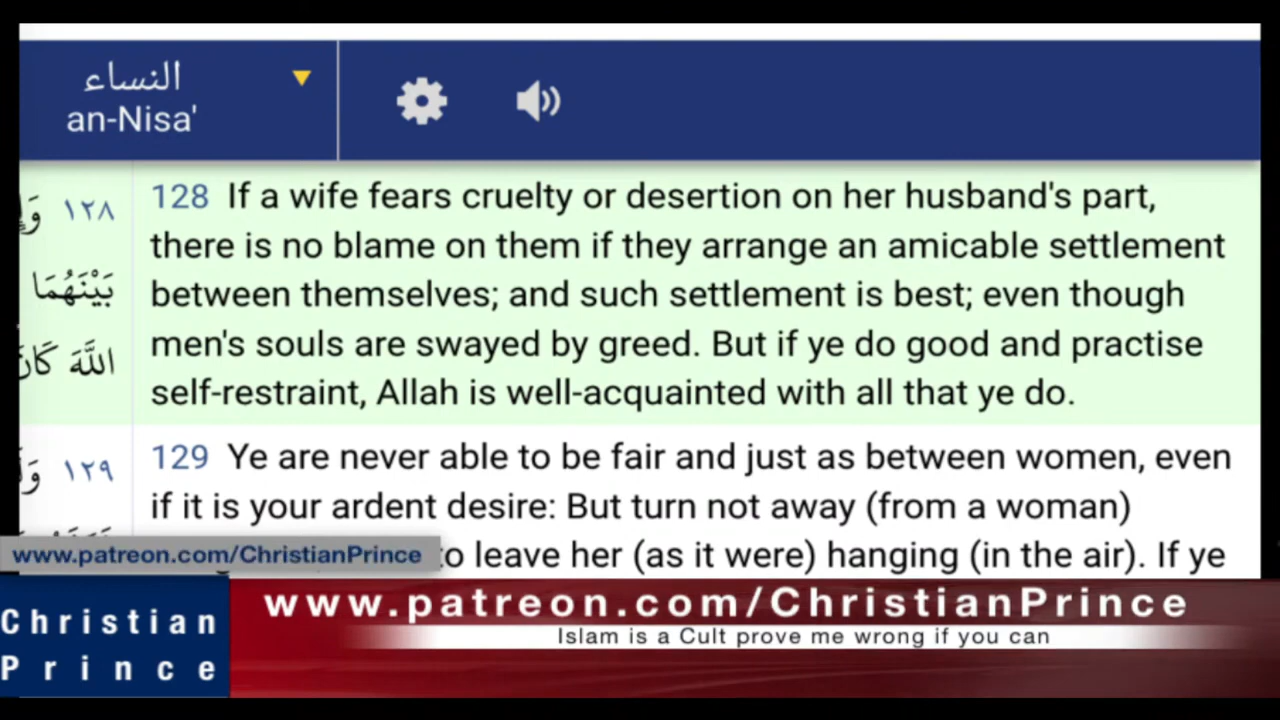 النساء
an-Nisa'
128 If a wife fears cruelty or desertion on her husband's part,
there is no blame on them if they arrange an amicable settlement
between themselves; and such settlement is best; even though
men's souls are swayed by greed. But if ye do good and practise
self-restraint, Allah is well-acquainted with all that ye do.
١٢٨
بَيْنَهُمَا
اللَّهَ كَانَ
129 Ye are never able to be fair and just as between women, even
if it is your ardent desire: But turn not away (from a woman)
to leave her (as it were) hanging (in the air). If ye
١٢٩
www.patreon.com/ChristianPrince
Christian
Prince
www.patreon.com/ChristianPrince
Islam is a Cult prove me wrong if you can